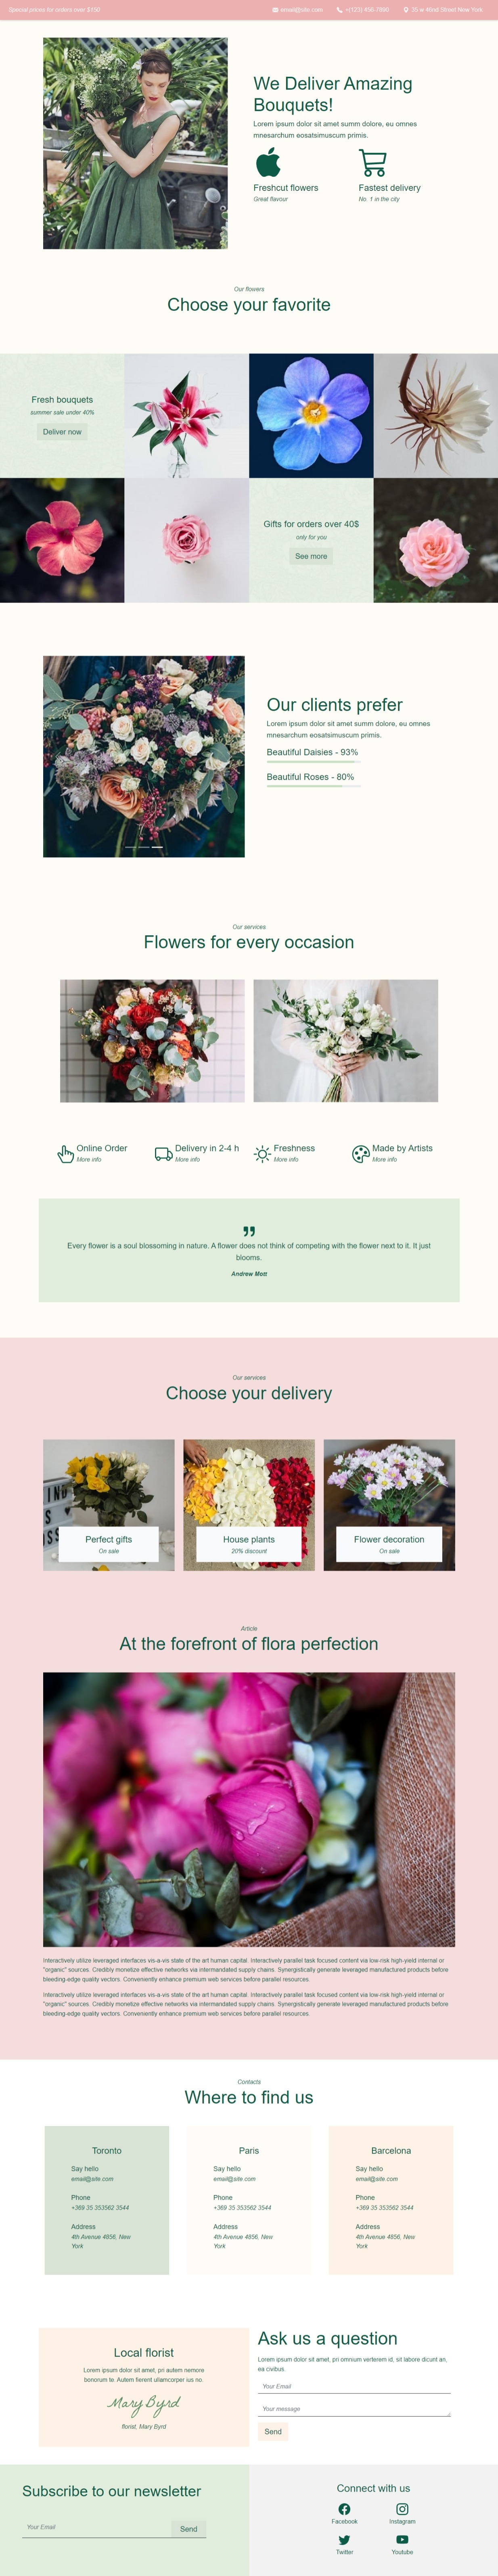 Special prices for orders over $150
email@site.com
+(123) 456-7890
35 w 46nd Street New York
We Deliver Amazing
Bouquets!
Lorem ipsum dolor sit amet summ dolore, eu omnes
mnesarchum eosatsimuscum primis.
Freshcut flowers
Great flavour
Fastest delivery
No. 1 in the city
Our flowers
Choose your favorite
Fresh bouquets
summer sale under 40%
Deliver now
Gifts for orders over 40$
only for you
See more
Our clients prefer
Lorem ipsum dolor sit amet summ dolore, eu omnes
mnesarchum eosatsimuscum primis.
Beautiful Daisies - 93%
Beautiful Roses - 80%
Our services
Flowers for every occasion
Online Order
More info
Delivery in 2-4 h
More info
Freshness
More info
Made by Artists
More info
Every flower is a soul blossoming in nature. A flower does not think of competing with the flower next to it. It just
blooms.
Andrew Mott
Our services
Choose your delivery
Perfect gifts
On sale
House plants
20% discount
Flower decoration
On sale
Article
At the forefront of flora perfection
Interactively utilize leveraged interfaces vis-a-vis state of the art human capital. Interactively parallel task focused content via low-risk high-yield internal or
"organic" sources. Credibly monetize effective networks via intermandated supply chains. Synergistically generate leveraged manufactured products before
bleeding-edge quality vectors. Conveniently enhance premium web services before parallel resources.
Interactively utilize leveraged interfaces vis-a-vis state of the art human capital. Interactively parallel task focused content via low-risk high-yield internal or
"organic" sources. Credibly monetize effective networks via intermandated supply chains. Synergistically generate leveraged manufactured products before
bleeding-edge quality vectors. Conveniently enhance premium web services before parallel resources.
Contacts
Where to find us
Toronto
Say hello
email@site.com
Phone
+369 35 353562 3544
Address
4th Avenue 4856, New
York
Paris
Say hello
email@site.com
Phone
+369 35 353562 3544
Address
4th Avenue 4856, New
York
Barcelona
Say hello
email@site.com
Phone
+369 35 353562 3544
Address
4th Avenue 4856, New
York
Local florist
Lorem ipsum dolor sit amet, pri autem nemore
bonorum te. Autem fierent ullamcorper ius no
Mary Byrd
florist, Mary Byrd
Ask us a question
Lorem ipsum dolor sit amet, pri omnium verterem id, sit labore dicunt an,
ea civibus.
Your Email
Your message
Send
Subscribe to our newsletter
Your Email
Send
Connect with us
Facebook
Instagram
Twitter
Youtube